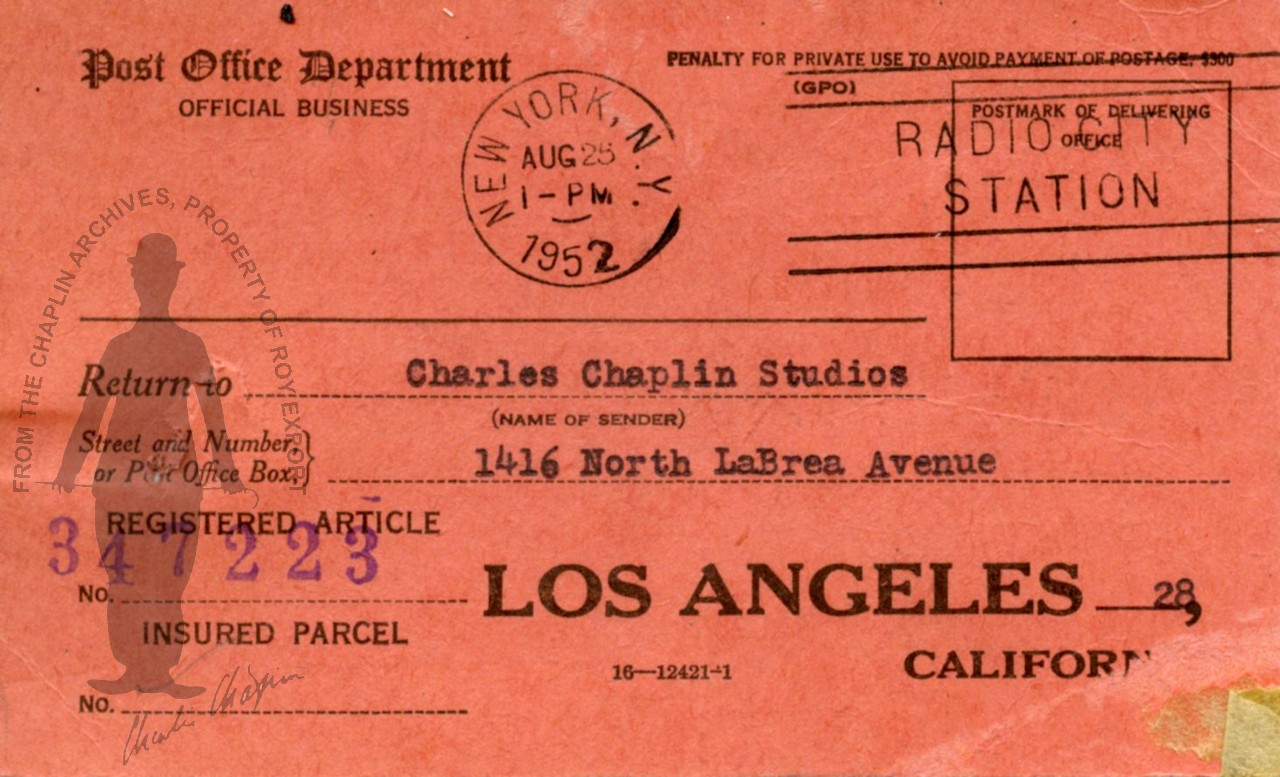 Post Office Department
OFFICIAL BUSINESS
PENALTY FOR PRIVATE USE TO AVOID PAYMENT OF POSTAGE, $300
(GPO)
POSTMARK OF DELIVERING
OFFICE
NEW YORK, N.Y.
AUG 25
1-PM
1952
RADIO CITY
STATION
FROM THE CHAPLIN ARCHIVES, PROPERTY OF ROY EXPORT
Return to Charles Chaplin Studios
(NAME OF SENDER)
Street and Number,
or Post Office Box, } 1416 North LaBrea Avenue
REGISTERED ARTICLE
No. 347223
INSURED PARCEL
No.
LOS ANGELES 28,
CALIFORN
16—12421-1
Charles Chaplin